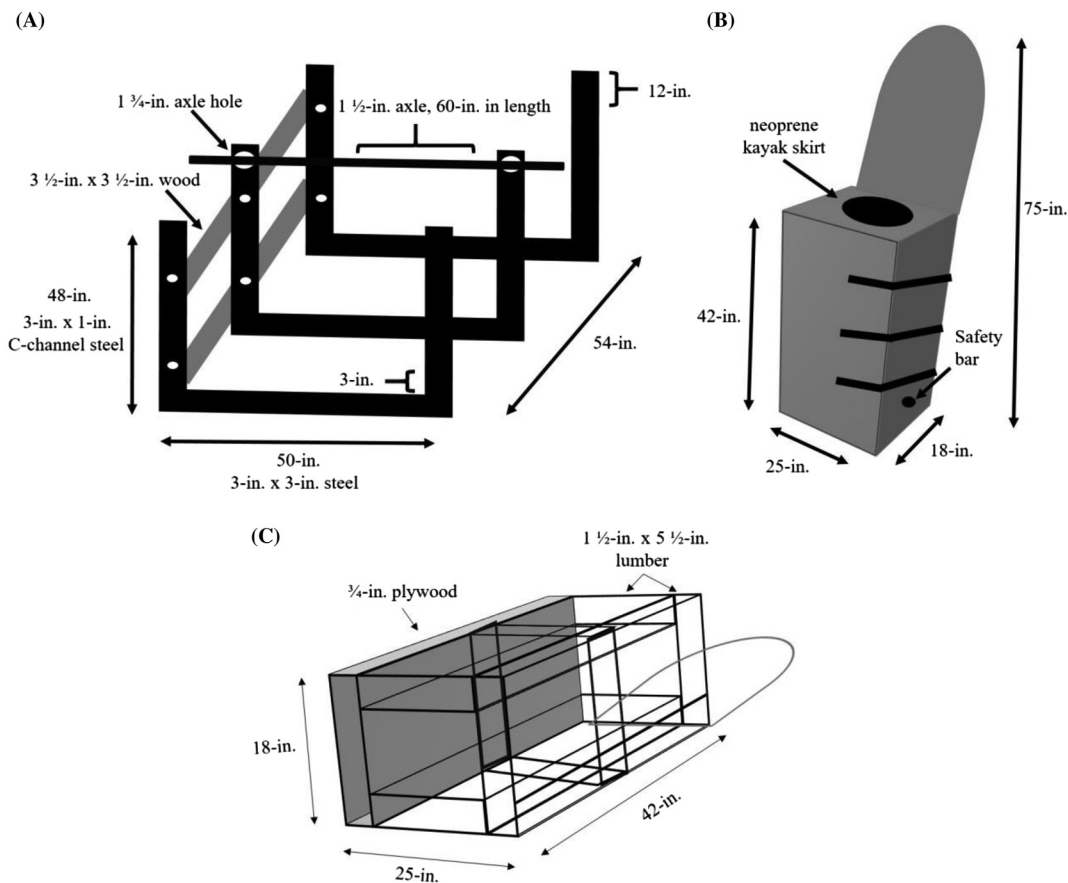 (A)
12-in.
1 ¾-in. axle hole
1 ½-in. axle, 60-in. in length
3 ½-in. x 3 ½-in. wood
48-in.
3-in. x 1-in.
C-channel steel
3-in.
54-in.
50-in.
3-in. x 3-in. steel
(B)
neoprene
kayak skirt
75-in.
42-in.
Safety
bar
18-in.
25-in.
(C)
1 ½-in. x 5 ½-in.
lumber
¾-in. plywood
18-in.
42-in.
25-in.